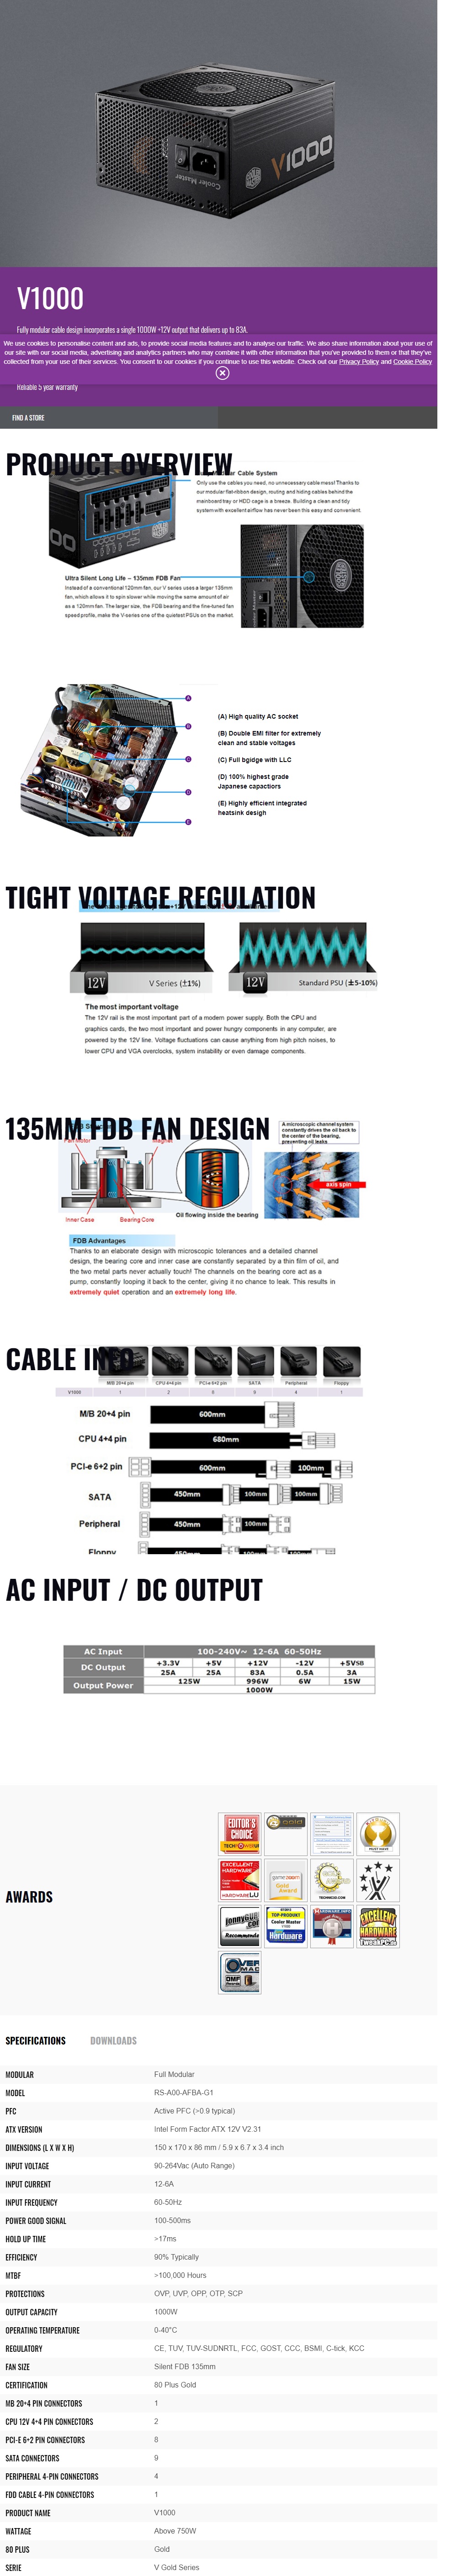 V1000
Cooler Master
V1000
Fully modular cable design incorporates a single 1000W +12V output that delivers up to 83A.
We use cookies to personalise content and ads, to provide social media features and to analyse our traffic. We also share information about your use of
our site with our social media, advertising and analytics partners who may combine it with other information that you've provided to them or that they've
collected from your use of their services. You consent to our cookies if you continue to use this website. Check out our Privacy Policy and Cookie Policy
Reliable 5 year warranty
FIND A STORE
PRODUCT OVERVIEW
Cable System
Only use the cables you need, no unnecessary cable mess! Thanks to
our modular flat-ribbon design, routing and hiding cables behind the
mainboard tray or HDD cage is a breeze. Building a clean and tidy
system with excellent airflow has never been this easy and convenient.
Ultra Silent Long Life – 135mm FDB Fan
Instead of a conventional 120mm fan, our V series uses a larger 135mm
fan, which allows it to spin slower while moving the same amount of air
as a 120mm fan. The larger size, the FDB bearing and the fine-tuned fan
speed profile, make the V-series one of the quietest PSUs on the market.
A
B
C
D
E
(A) High quality AC socket
(B) Double EMI filter for extremely
clean and stable voltages
(C) Full bgidge with LLC
(D) 100% highest grade
Japanese capactiors
(E) Highly efficient integrated
heatsink desigh
TIGHT VOLTAGE REGULATION
12V
V Series (±1%)
12V
Standard PSU (±5-10%)
The most important voltage
The 12V rail is the most important part of a modern power supply. Both the CPU and
graphics cards, the two most important and power hungry components in any computer, are
powered by the 12V line. Voltage fluctuations can cause anything from high pitch noises, to
lower CPU and VGA overclocks, system instability or even damage components.
135MM FDB FAN DESIGN
A microscopic channel system
constantly drives the oil back to
the center of the bearing,
preventing oil leaks
Fan Motor
Magnet
axis spin
Inner Case
Bearing Core
Oil flowing inside the bearing
FDB Advantages
Thanks to an elaborate design with microscopic tolerances and a detailed channel
design, the bearing core and inner case are constantly separated by a thin film of oil, and
the two metal parts never actually touch! The channels on the bearing core act as a
pump, constantly looping it back to the center, giving it no chance to leak. This results in
extremely quiet operation and an extremely long life.
CABLE INFO
M/B 20+4 pin CPU 4+4 pin PCI-e 6+2 pin SATA Peripheral Floppy
V1000 1 2 8 9 4 1
M/B 20+4 pin 600mm
CPU 4+4 pin 680mm
PCI-e 6+2 pin 600mm 100mm
SATA 450mm 100mm 100mm
Peripheral 450mm 100mm
Floppy
AC INPUT / DC OUTPUT
AC Input 100-240V~ 12-6A 60-50Hz
DC Output +3.3V +5V +12V -12V +5VSB
25A 25A 83A 0.5A 3A
Output Power 125W 996W 6W 15W
1000W
AWARDS
EDITOR'S CHOICE
TECHPOWERUP
GOLD
MUST HAVE
EXCELLENT HARDWARE
HARDWARELUXX
gamezoom
Gold Award
TECHNICXD.COM
JONNYGURU.COM
Recommended
TOP-PRODUKT
Cooler Master
Hardware
HARDWARE INFO
EXCELLENT HARDWARE
TweakPC.de
OVERMAC
SPECIFICATIONS DOWNLOADS
MODULAR Full Modular
MODEL RS-A00-AFBA-G1
PFC Active PFC (>0.9 typical)
ATX VERSION Intel Form Factor ATX 12V V2.31
DIMENSIONS (L X W X H) 150 x 170 x 86 mm / 5.9 x 6.7 x 3.4 inch
INPUT VOLTAGE 90-264Vac (Auto Range)
INPUT CURRENT 12-6A
INPUT FREQUENCY 60-50Hz
POWER GOOD SIGNAL 100-500ms
HOLD UP TIME >17ms
EFFICIENCY 90% Typically
MTBF >100,000 Hours
PROTECTIONS OVP, UVP, OPP, OTP, SCP
OUTPUT CAPACITY 1000W
OPERATING TEMPERATURE 0-40°C
REGULATORY CE, TUV, TUV-SUDNRTL, FCC, GOST, CCC, BSMI, C-tick, KCC
FAN SIZE Silent FDB 135mm
CERTIFICATION 80 Plus Gold
MB 20+4 PIN CONNECTORS 1
CPU 12V 4+4 PIN CONNECTORS 2
PCI-E 6+2 PIN CONNECTORS 8
SATA CONNECTORS 9
PERIPHERAL 4-PIN CONNECTORS 4
FDD CABLE 4-PIN CONNECTORS 1
PRODUCT NAME V1000
WATTAGE Above 750W
80 PLUS Gold
SERIE V Gold Series